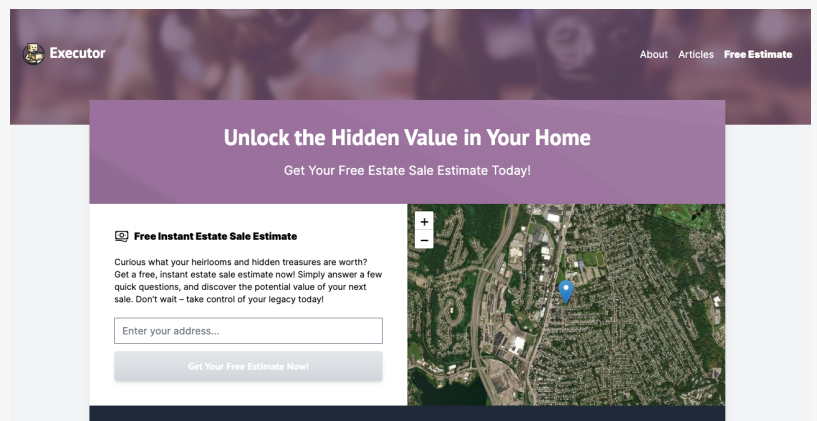 Executor
About Articles Free Estimate
Unlock the Hidden Value in Your Home
Get Your Free Estate Sale Estimate Today!
Free Instant Estate Sale Estimate
Curious what your heirlooms and hidden treasures are worth?
Get a free, instant estate sale estimate now! Simply answer a few
quick questions, and discover the potential value of your next
sale. Don't wait – take control of your legacy today!
Enter your address...
Get Your Free Estimate Now!
+
−